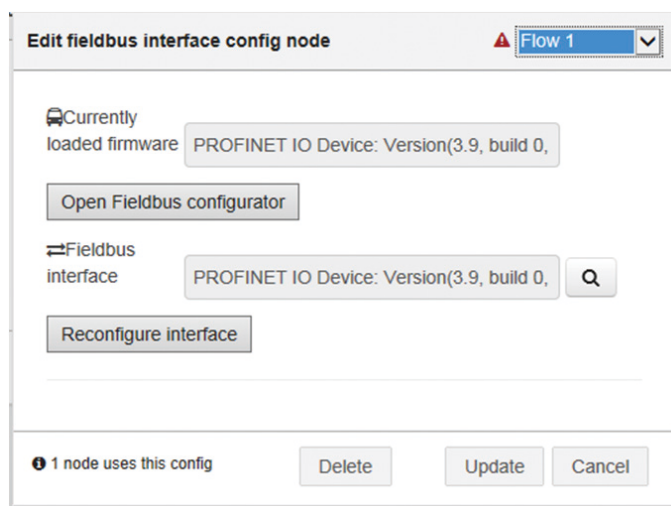 Edit fieldbus interface config node Flow 1
Currently
loaded firmware PROFINET IO Device: Version(3.9, build 0,
Open Fieldbus configurator
Fieldbus
interface PROFINET IO Device: Version(3.9, build 0,
Reconfigure interface
1 node uses this config Delete Update Cancel